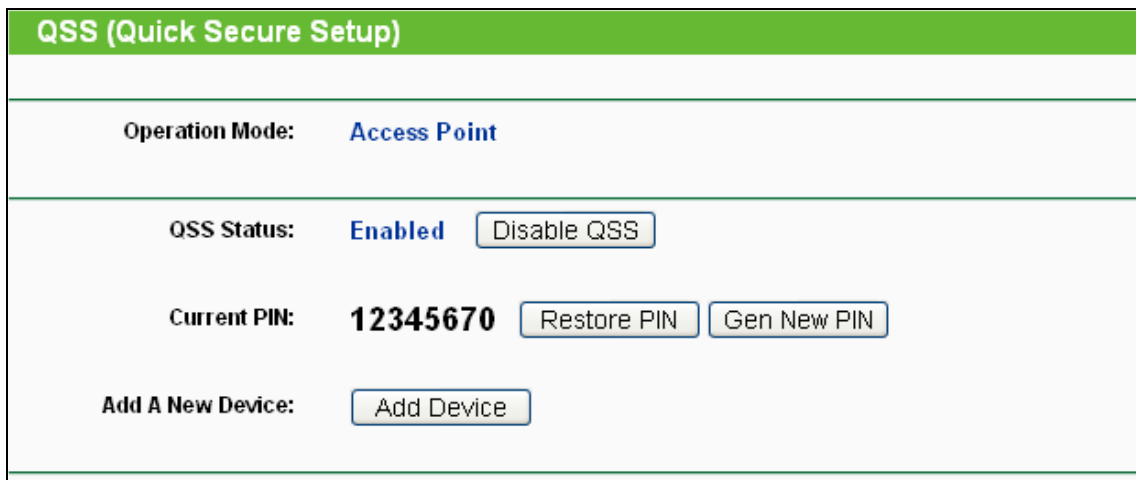 QSS (Quick Secure Setup)
Operation Mode: Access Point
QSS Status: Enabled Disable QSS
Current PIN: 12345670 Restore PIN Gen New PIN
Add A New Device: Add Device